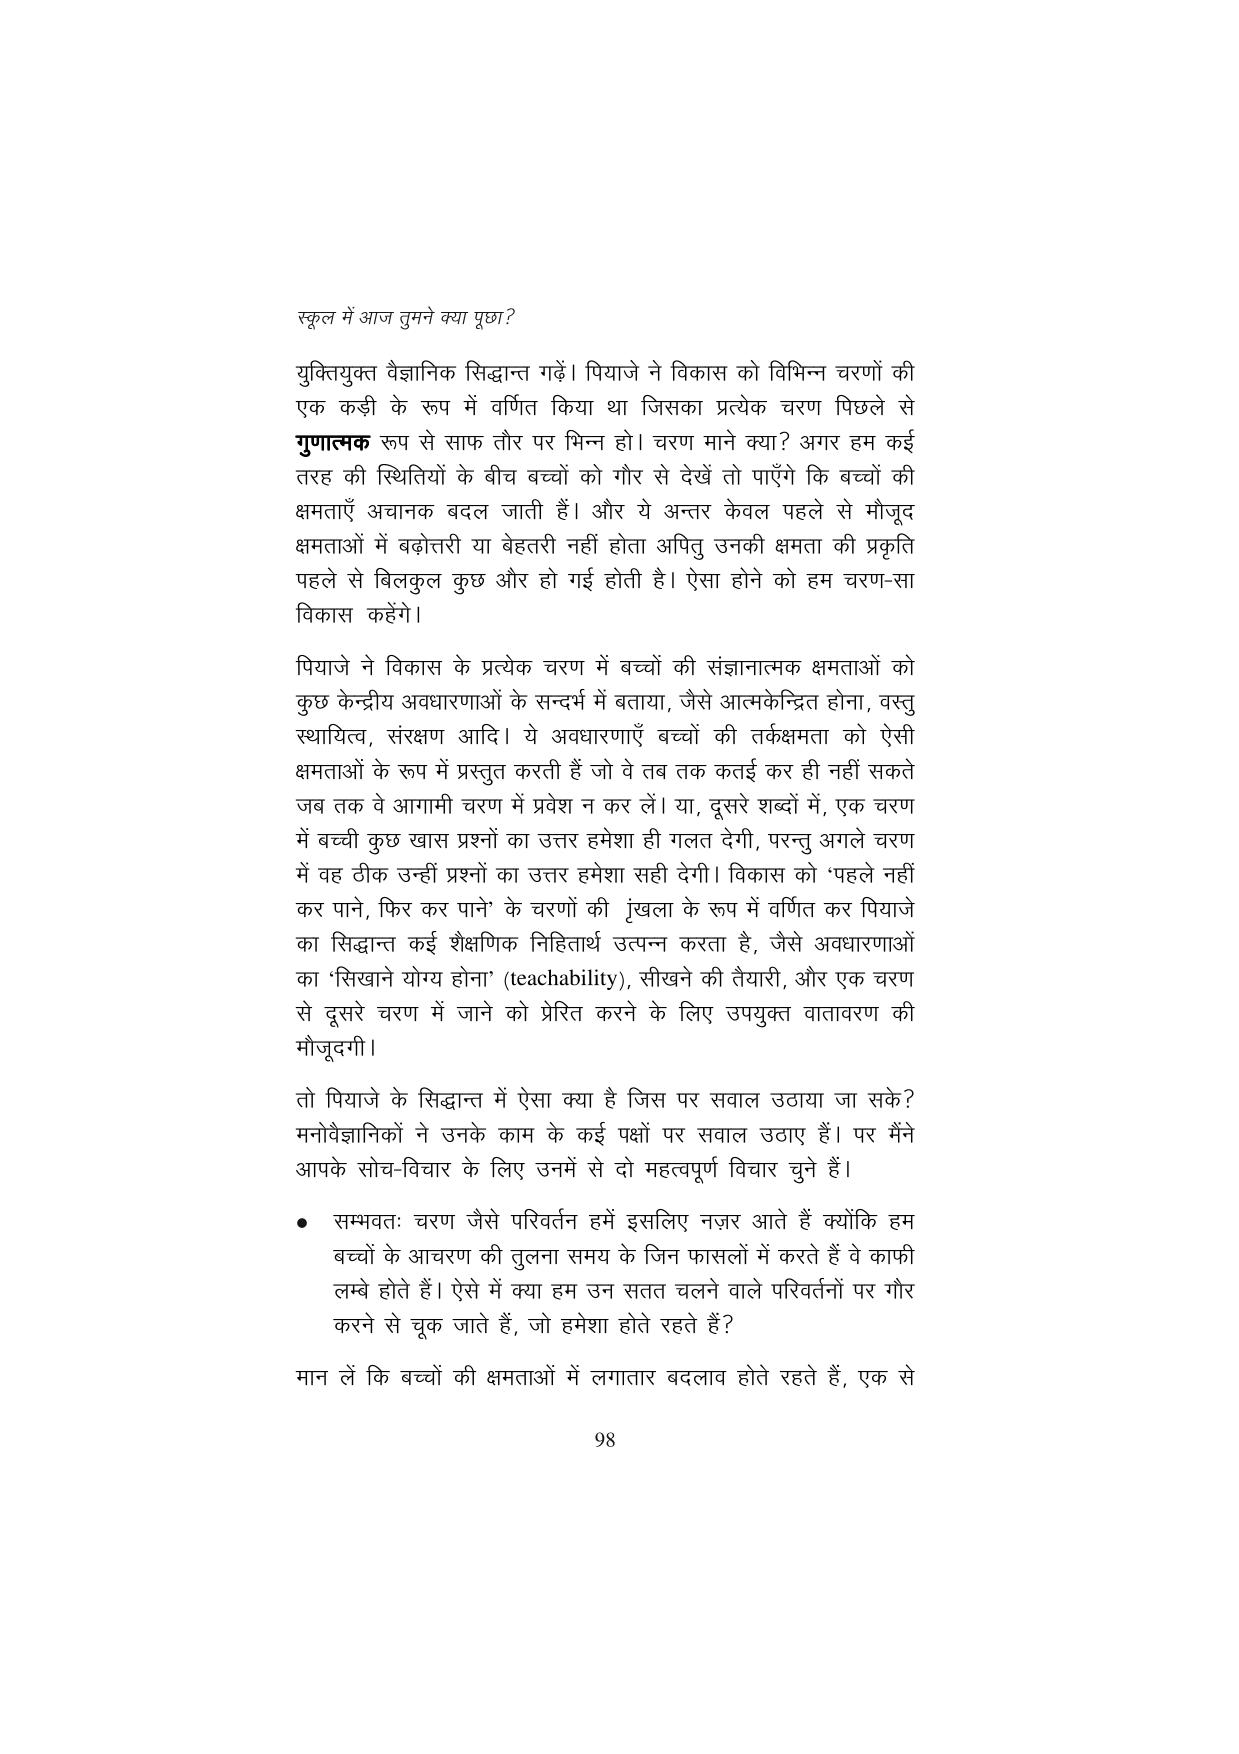 स्कूल में आज तुमने क्या पूछा?
युक्तियुक्त वैज्ञानिक सिद्धान्त गढ़ें। पियाजे ने विकास को विभिन्न चरणों की
एक कड़ी के रूप में वर्णित किया था जिसका प्रत्येक चरण पिछले से
गुणात्मक रूप से साफ तौर पर भिन्न हो। चरण माने क्या? अगर हम कई
तरह की स्थितियों के बीच बच्चों को गौर से देखें तो पाएँगे कि बच्चों की
क्षमताएँ अचानक बदल जाती हैं। और ये अन्तर केवल पहले से मौजूद
क्षमताओं में बढ़ोत्तरी या बेहतरी नहीं होता अपितु उनकी क्षमता की प्रकृति
पहले से बिलकुल कुछ और हो गई होती है। ऐसा होने को हम चरण-सा
विकास कहेंगे।
पियाजे ने विकास के प्रत्येक चरण में बच्चों की संज्ञानात्मक क्षमताओं को
कुछ केन्द्रीय अवधारणाओं के सन्दर्भ में बताया, जैसे आत्मकेन्द्रित होना, वस्तु
स्थायित्व, संरक्षण आदि। ये अवधारणाएँ बच्चों की तर्कक्षमता को ऐसी
क्षमताओं के रूप में प्रस्तुत करती हैं जो वे तब तक कतई कर ही नहीं सकते
जब तक वे आगामी चरण में प्रवेश न कर लें। या, दूसरे शब्दों में, एक चरण
में बच्ची कुछ खास प्रश्नों का उत्तर हमेशा ही गलत देगी, परन्तु अगले चरण
में वह ठीक उन्हीं प्रश्नों का उत्तर हमेशा सही देगी। विकास को ‘पहले नहीं
कर पाने, फिर कर पाने’ के चरणों की के रूप में वर्णित कर पियाजे
का सिद्धान्त कई शैक्षणिक निहितार्थ उत्पन्न करता है, जैसे अवधारणाओं
का ‘सिखाने योग्य होना’ (teachability), सीखने की तैयारी, और एक चरण
से दूसरे चरण में जाने को प्रेरित करने के लिए उपयुक्त वातावरण की
मौजूदगी।
तो पियाजे के सिद्धान्त में ऐसा क्या है जिस पर सवाल उठाया जा सके?
मनोवैज्ञानिकों ने उनके काम के कई पक्षों पर सवाल उठाए हैं। पर मैंने
आपके सोच-विचार के लिए उनमें से दो महत्वपूर्ण विचार चुने हैं।
● सम्भवतः चरण जैसे परिवर्तन हमें इसलिए नज़र आते हैं क्योंकि हम
बच्चों के आचरण की तुलना समय के जिन फासलों में करते हैं वे काफी
लम्बे होते हैं। ऐसे में क्या हम उन सतत चलने वाले परिवर्तनों पर गौर
करने से चूक जाते हैं, जो हमेशा होते रहते हैं?
मान लें कि बच्चों की क्षमताओं में लगातार बदलाव होते रहते हैं, एक से
98